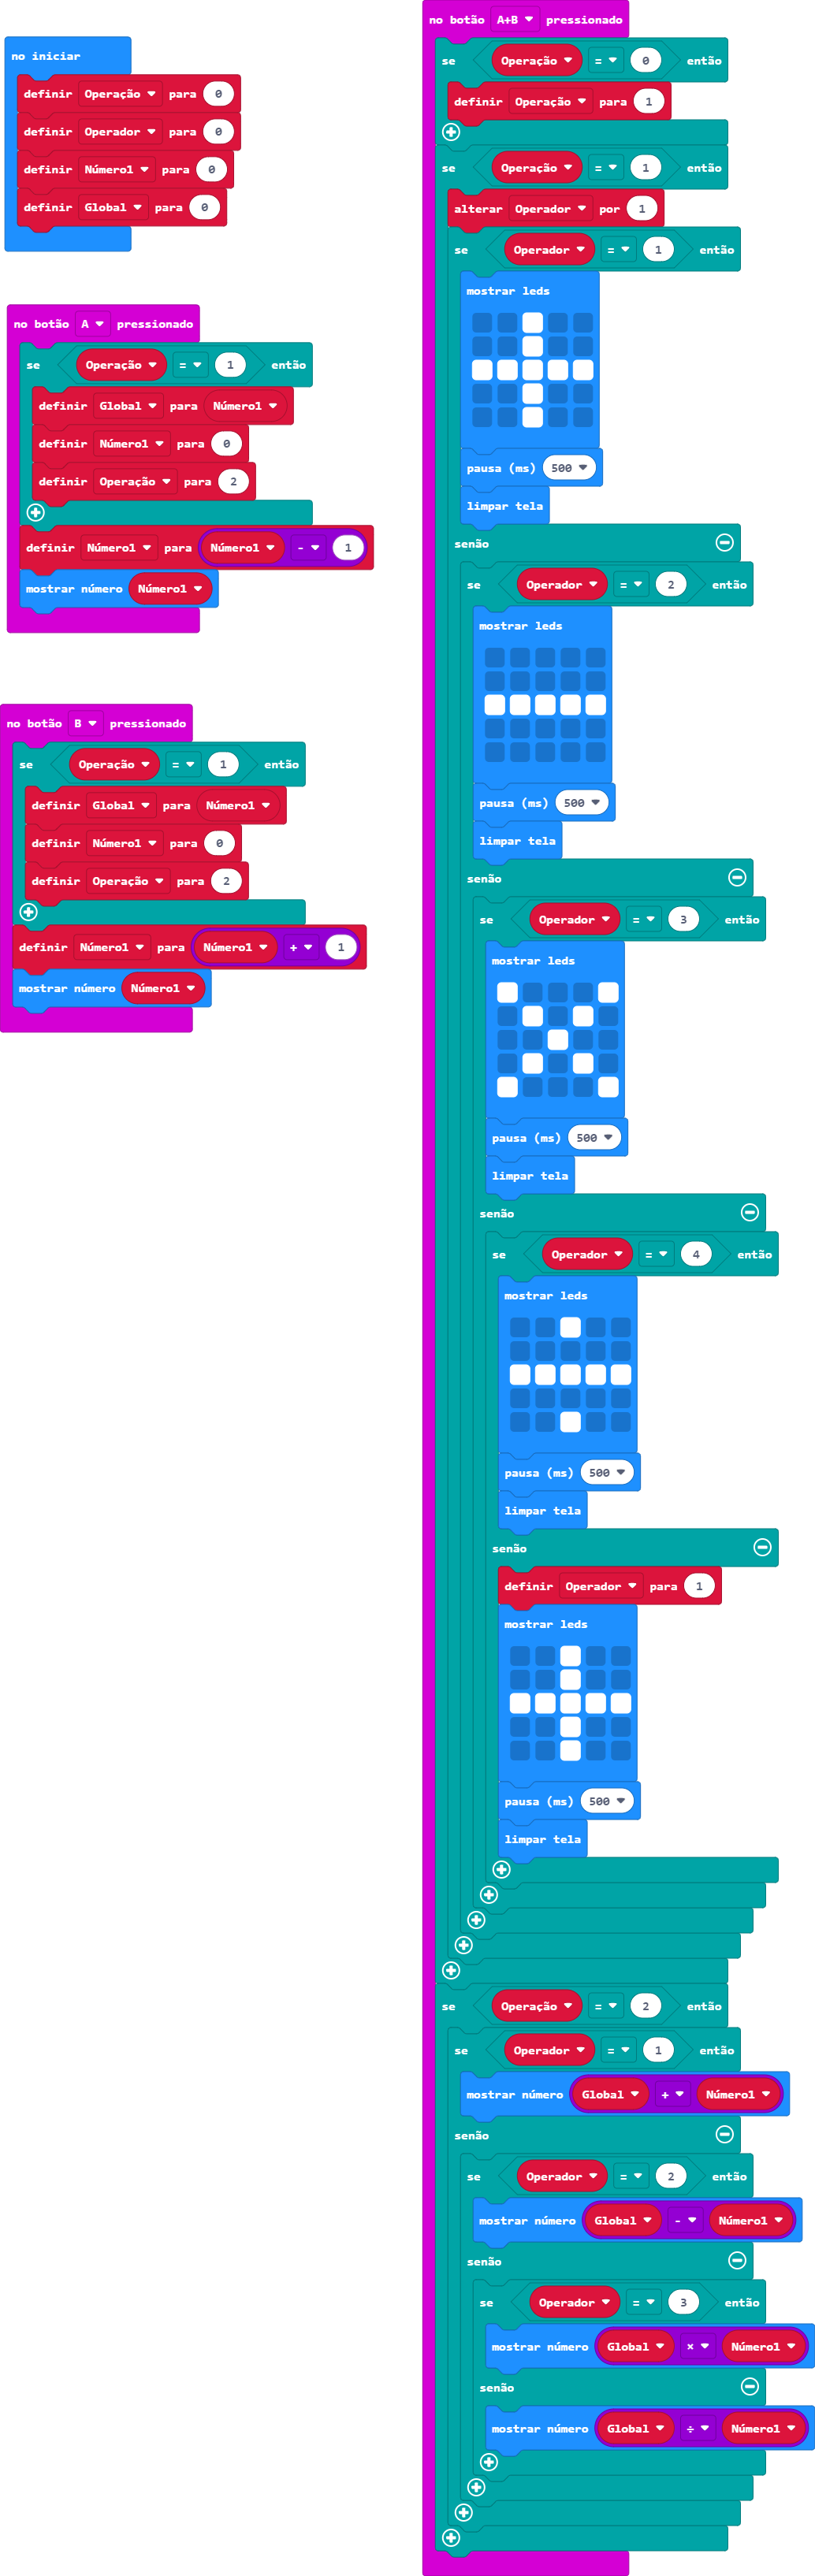 no iniciar
definir Operação para 0
definir Operador para 0
definir Número1 para 0
definir Global para 0
no botão A pressionado
se Operação = 1 então
definir Global para Número1
definir Número1 para 0
definir Operação para 2
definir Número1 para Número1 - 1
mostrar número Número1
no botão B pressionado
se Operação = 1 então
definir Global para Número1
definir Número1 para 0
definir Operação para 2
definir Número1 para Número1 + 1
mostrar número Número1
no botão A+B pressionado
se Operação = 0 então
definir Operação para 1
se Operação = 1 então
alterar Operador por 1
se Operador = 1 então
mostrar leds
pausa (ms) 500
limpar tela
senão
se Operador = 2 então
mostrar leds
pausa (ms) 500
limpar tela
senão
se Operador = 3 então
mostrar leds
pausa (ms) 500
limpar tela
senão
se Operador = 4 então
mostrar leds
pausa (ms) 500
limpar tela
senão
definir Operador para 1
mostrar leds
pausa (ms) 500
limpar tela
se Operação = 2 então
se Operador = 1 então
mostrar número Global + Número1
senão
se Operador = 2 então
mostrar número Global - Número1
senão
se Operador = 3 então
mostrar número Global × Número1
senão
mostrar número Global ÷ Número1